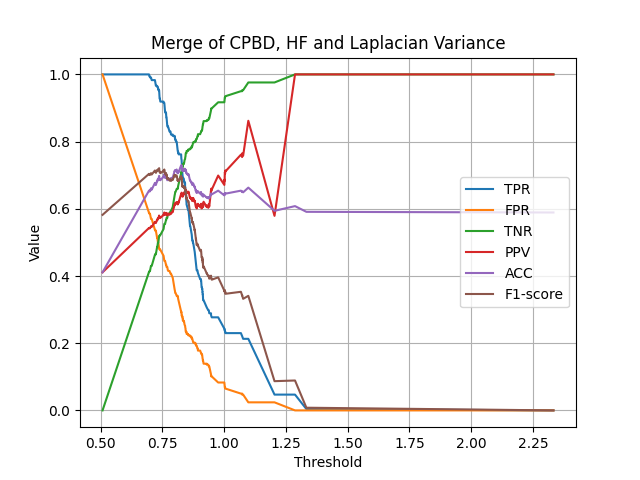 Merge of CPBD, HF and Laplacian Variance
1.0
0.8
0.6
0.4
0.2
0.0
Value
TPR
FPR
TNR
PPV
ACC
F1-score
0.50 0.75 1.00 1.25 1.50 1.75 2.00 2.25
Threshold